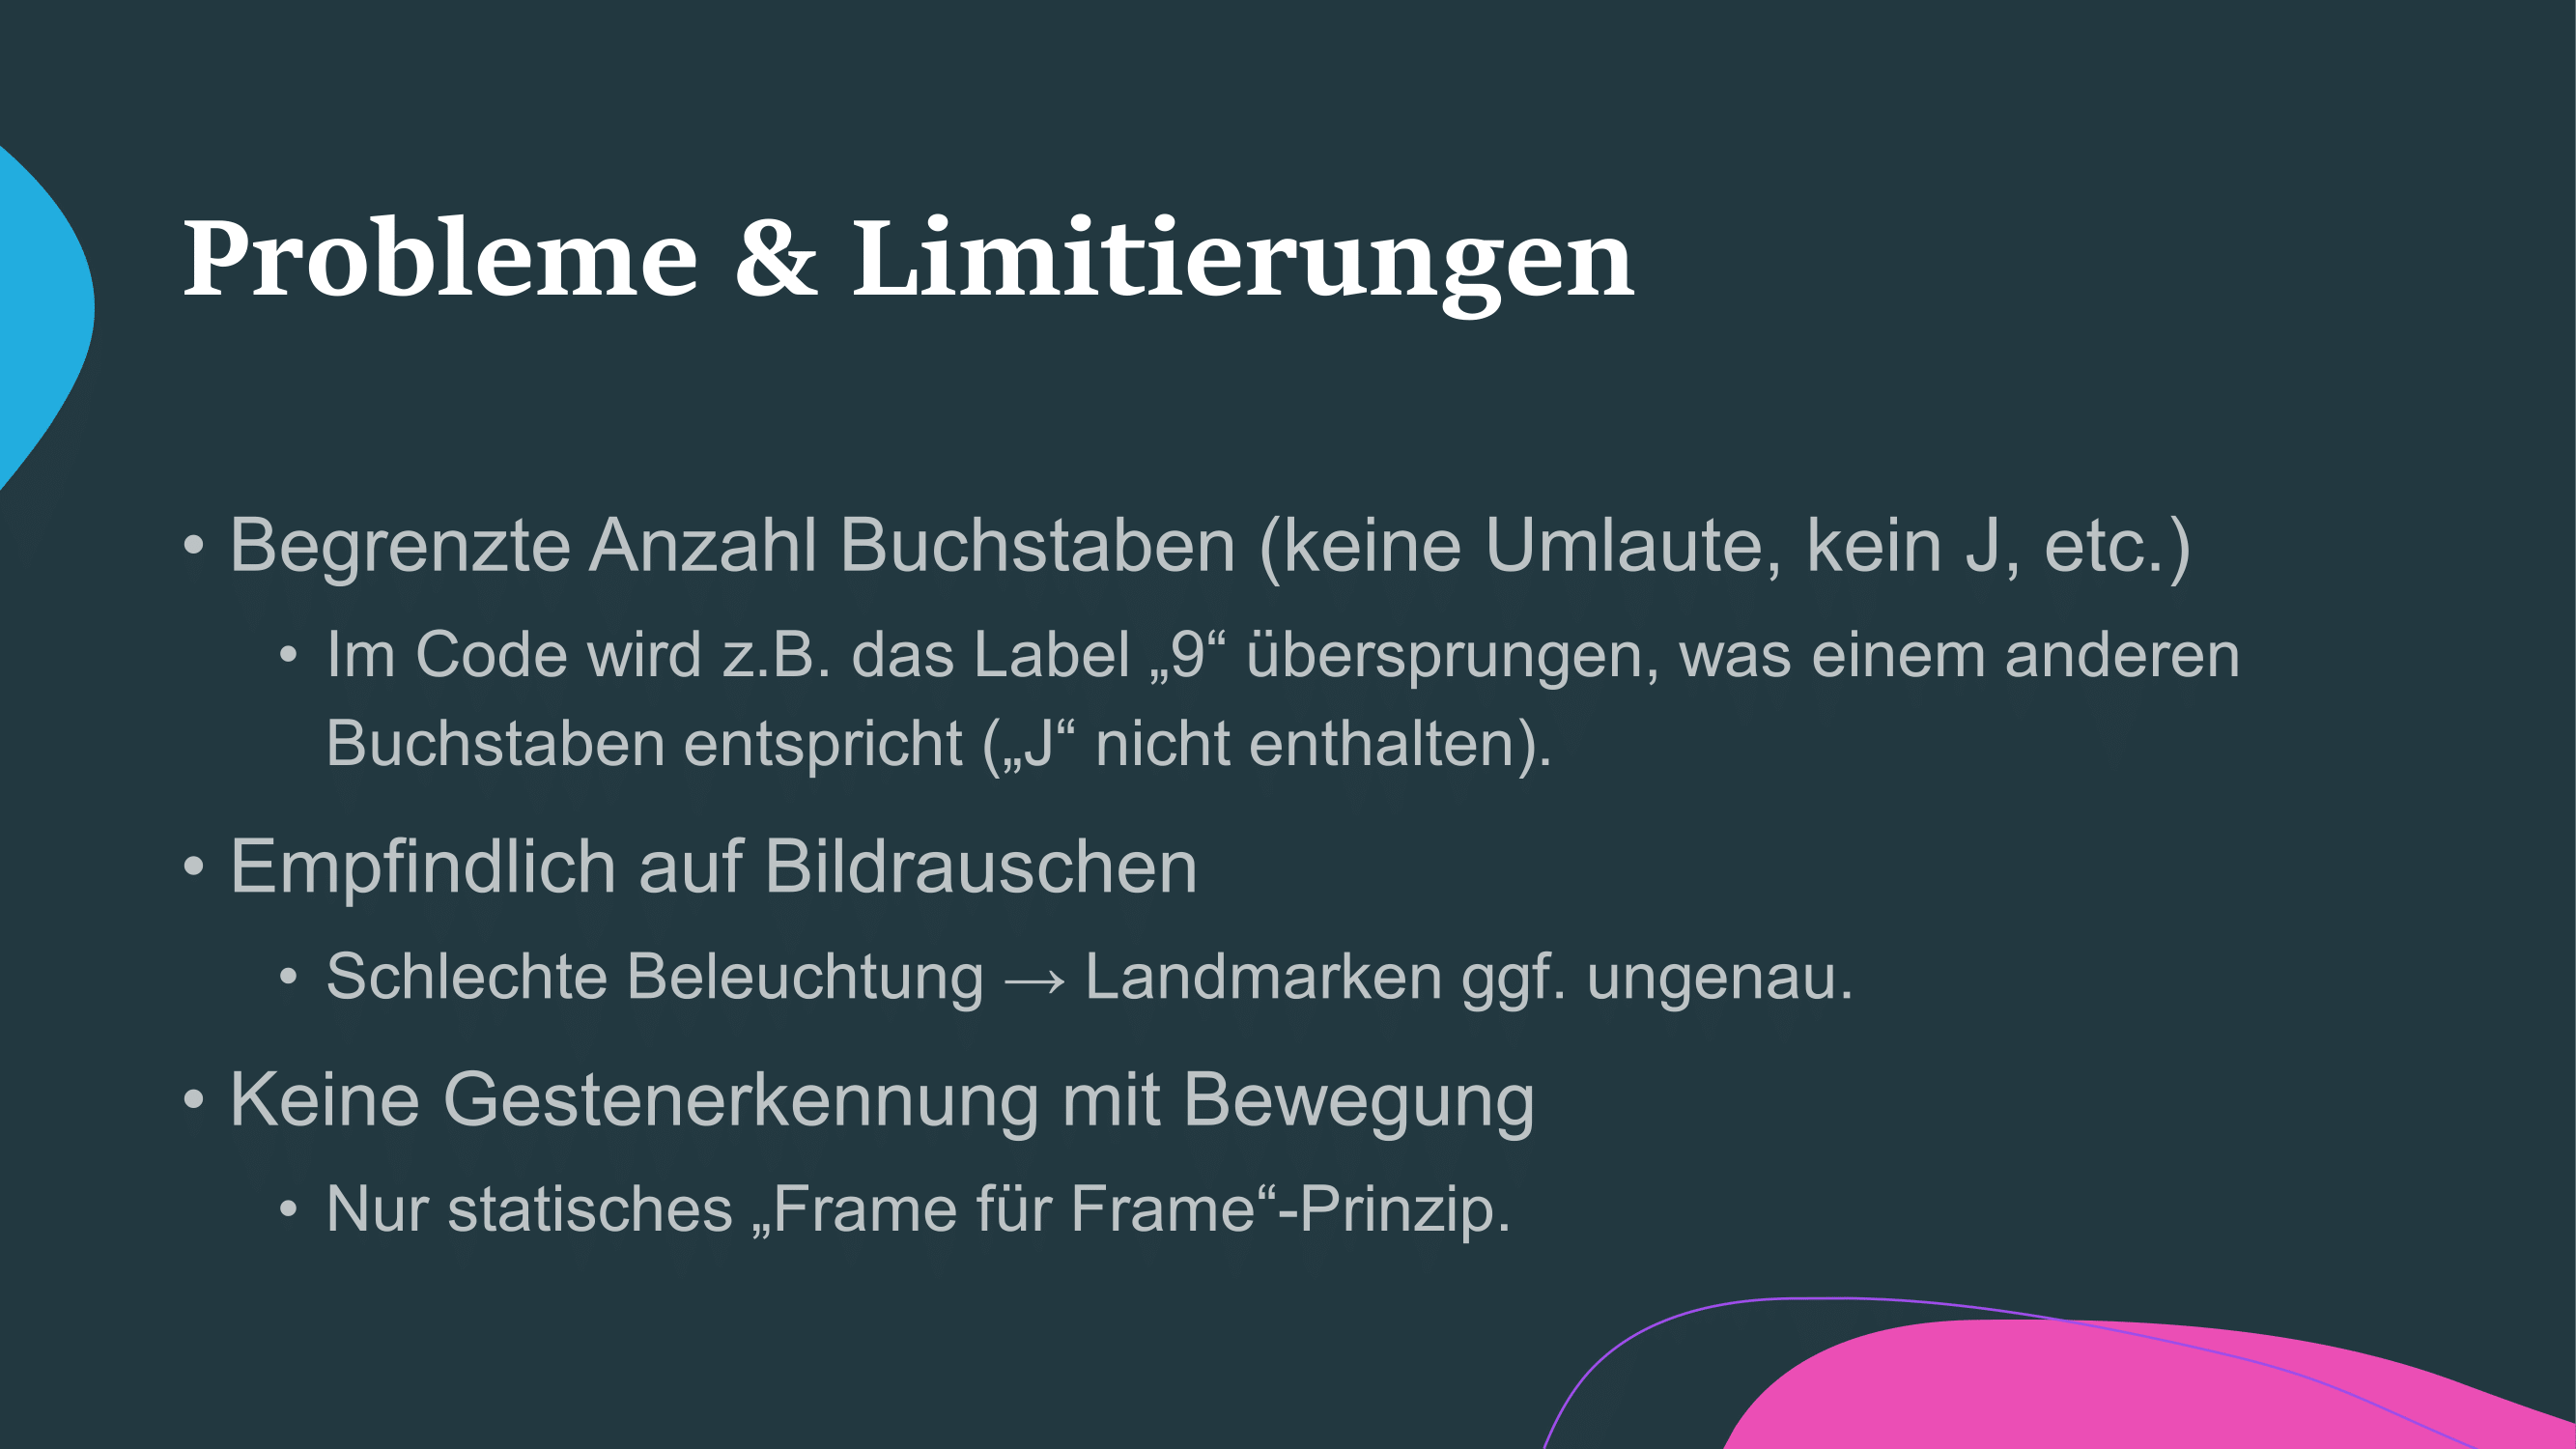 Probleme & Limitierungen
• Begrenzte Anzahl Buchstaben (keine Umlaute, kein J, etc.)
• Im Code wird z.B. das Label „9“ übersprungen, was einem anderen
Buchstaben entspricht („J“ nicht enthalten).
• Empfindlich auf Bildrauschen
• Schlechte Beleuchtung → Landmarken ggf. ungenau.
• Keine Gestenerkennung mit Bewegung
• Nur statisches „Frame für Frame“-Prinzip.